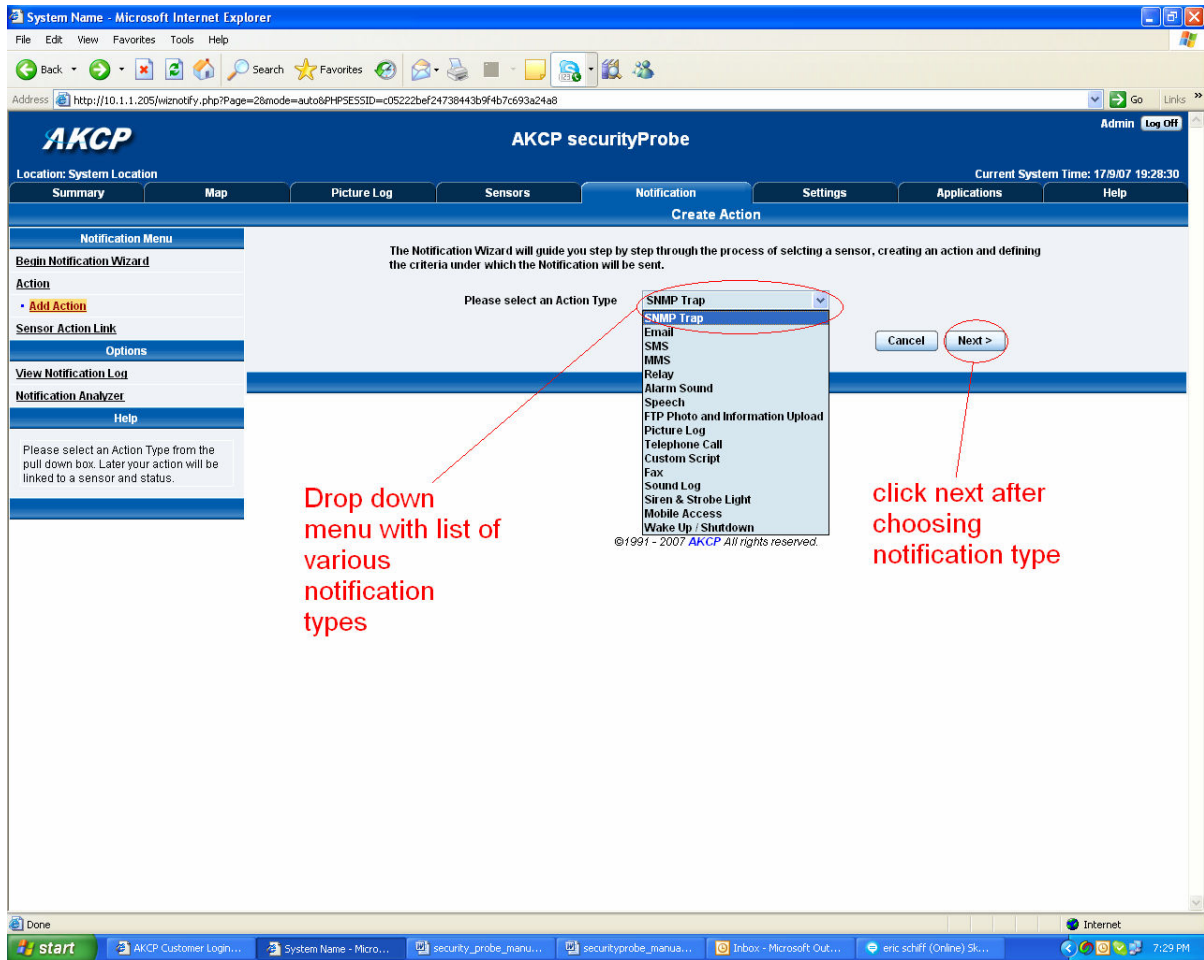 System Name - Microsoft Internet Explorer
File Edit View Favorites Tools Help
Back Search Favorites
Address http://10.1.1.205/wiznotify.php?Page=2&mode=auto&PHPSESSID=c05222bef24738443b9f4b7c693a24a8 Go Links »
AKCP AKCP securityProbe Admin Log Off
Location: System Location Current System Time: 17/9/07 19:28:30
Summary Map Picture Log Sensors Notification Settings Applications Help
Create Action
Notification Menu
Begin Notification Wizard
Action
Add Action
Sensor Action Link
Options
View Notification Log
Notification Analyzer
Help
Please select an Action Type from the
pull down box. Later your action will be
linked to a sensor and status.
The Notification Wizard will guide you step by step through the process of selcting a sensor, creating an action and defining
the criteria under which the Notification will be sent.
Please select an Action Type SNMP Trap
SNMP Trap
Email
SMS
MMS
Relay
Alarm Sound
Speech
FTP Photo and Information Upload
Picture Log
Telephone Call
Custom Script
Fax
Sound Log
Siren & Strobe Light
Mobile Access
Wake Up / Shutdown
Cancel Next >
©1991 - 2007 AKCP All rights reserved.
Drop down
menu with list of
various
notification
types
click next after
choosing
notification type
Done Internet
start AKCP Customer Login... System Name - Micro... security_probe_manu... securityprobe_manua... Inbox - Microsoft Out... eric schiff (Online) Sk... 7:29 PM